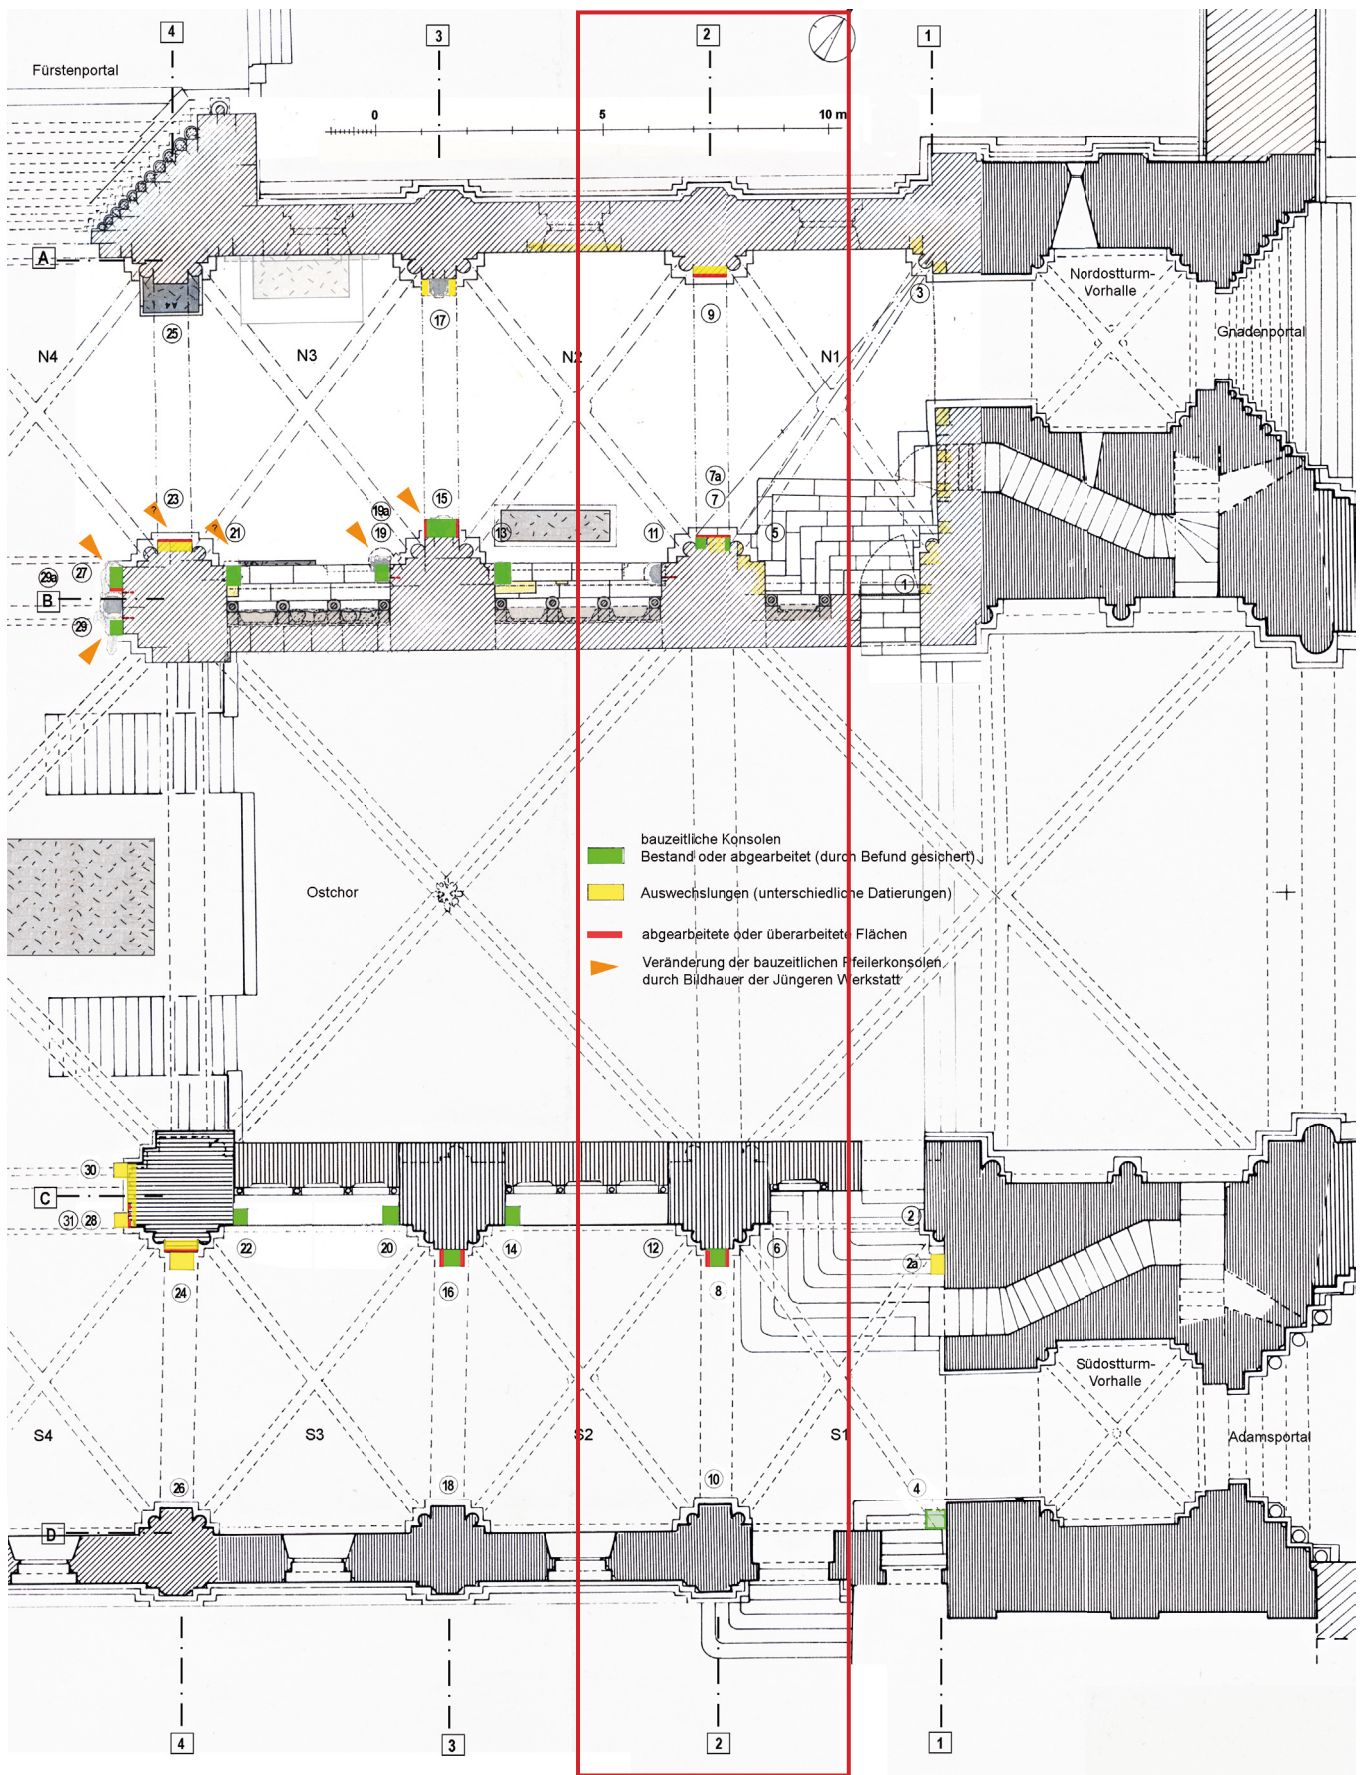 4
3
2
1
Fürstenportal
0
5
10 m
A
Nordostturm-
Vorhalle
3
25
17
9
Gnadenportal
N4
N3
N2
N1
7a
23
15
7
19a
21
19
13
11
5
27
29a
1
B
29
bauzeitliche Konsolen
Bestand oder abgearbeitet (durch Befund gesichert)
Ostchor
Auswechslungen (unterschiedliche Datierungen)
abgearbeitete oder überarbeitete Flächen
Veränderung der bauzeitlichen Pfeilerkonsolen
durch Bildhauer der Jüngeren Werkstatt
30
C
31
28
2
22
20
14
12
6
2a
24
16
8
Südostturm-
Vorhalle
S4
S3
S2
S1
Adamsportal
26
18
10
4
D
4
3
2
1